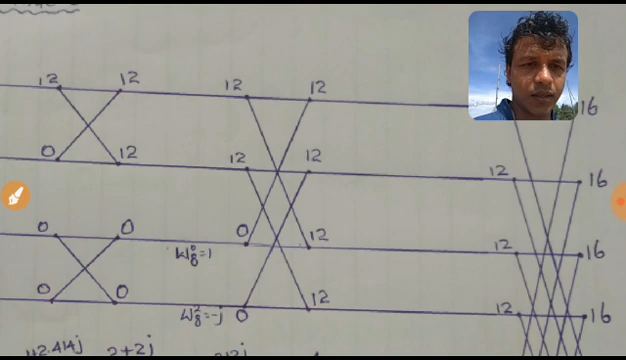 12 12 12 12 16
0 12 12 12 12 16
0 0 0 12 12 16
W₈⁰=1
0 0 12 12 16
W₈²=-j 0
2+2j